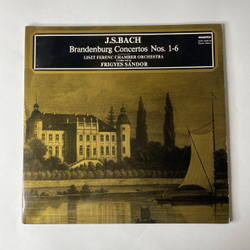 J.S.BACH
Brandenburg Concertos Nos. 1-6
LISZT FERENC CHAMBER ORCHESTRA
FRIGYES SÁNDOR